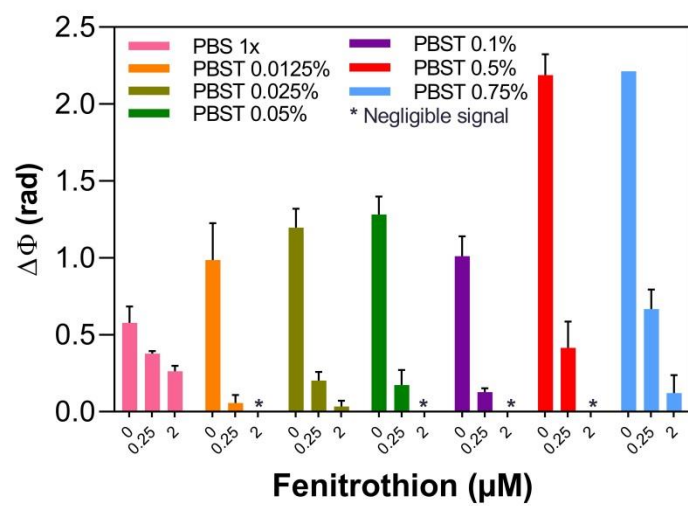 2.5
2.0
1.5
1.0
0.5
0.0
ΔΦ (rad)
PBS 1x
PBST 0.0125%
PBST 0.025%
PBST 0.05%
PBST 0.1%
PBST 0.5%
PBST 0.75%
* Negligible signal
* * * *
0 0.25 2 0 0.25 2 0 0.25 2 0 0.25 2 0 0.25 2 0 0.25 2 0 0.25 2
Fenitrothion (µM)